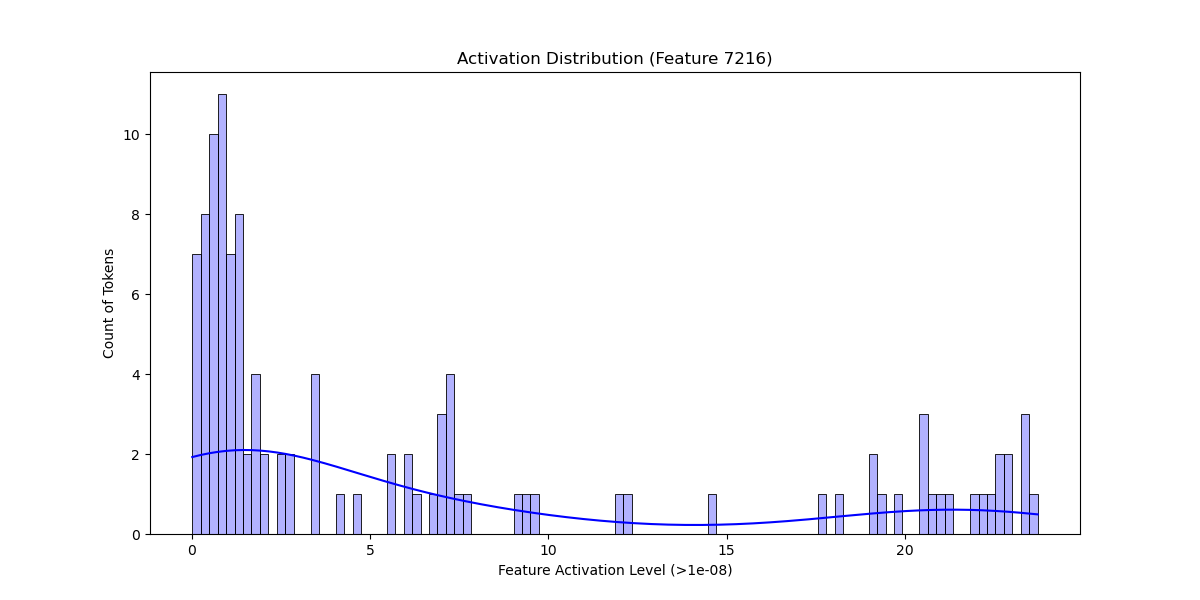 Activation Distribution (Feature 7216)
Count of Tokens
10
8
6
4
2
0
0 5 10 15 20
Feature Activation Level (>1e-08)